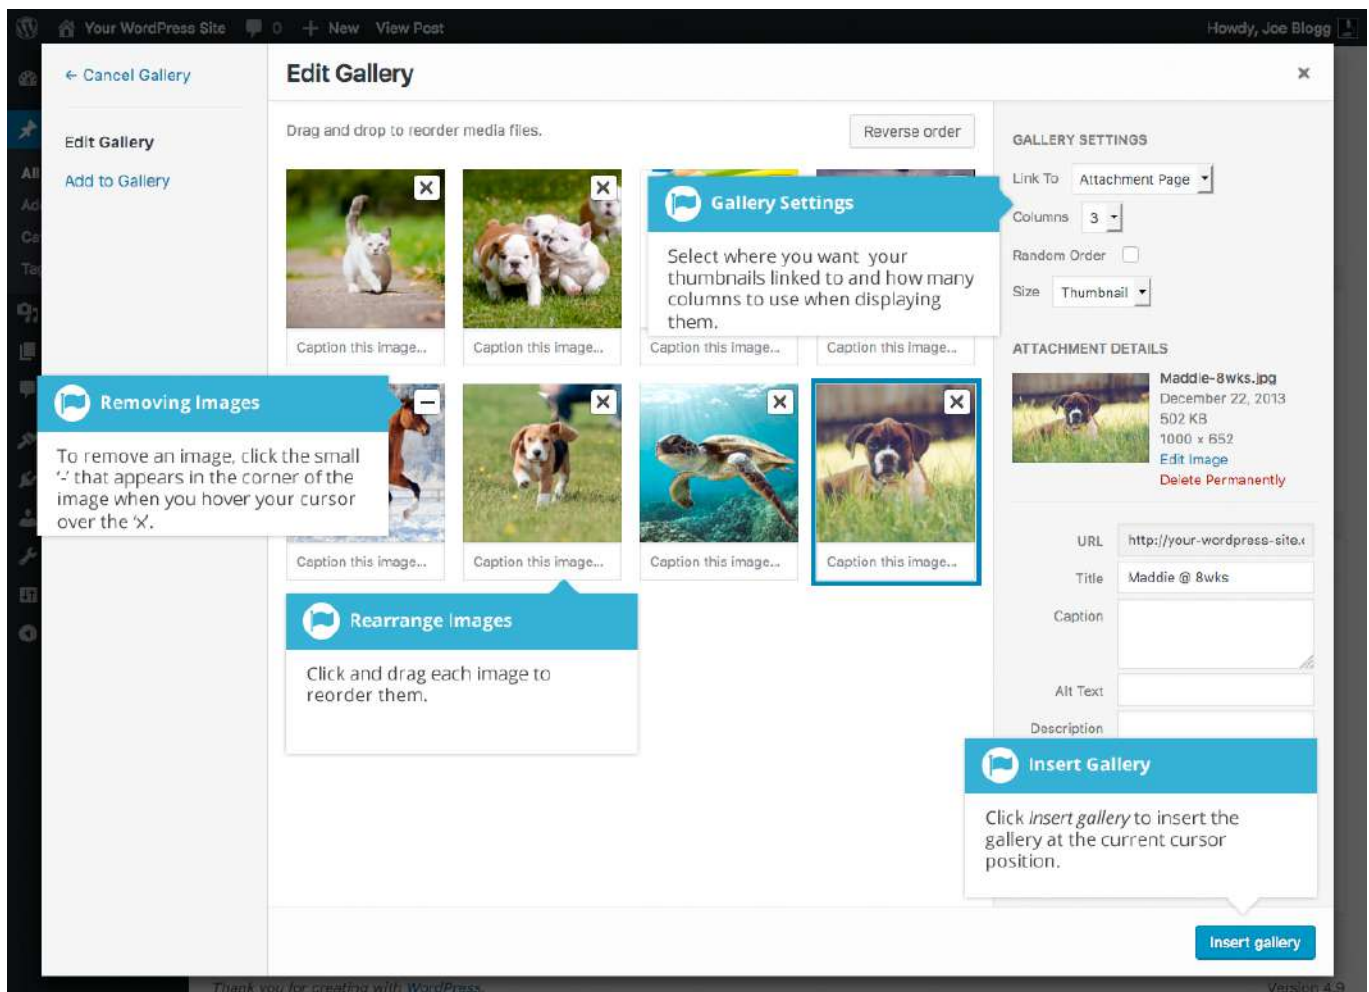 Your WordPress Site 0 New View Post Howdy, Joe Blogg
← Cancel Gallery
Edit Gallery
Add to Gallery
Edit Gallery
Drag and drop to reorder media files.
Reverse order
Caption this image...
Caption this image...
Caption this image...
Caption this image...
Gallery Settings
Select where you want your
thumbnails linked to and how many
columns to use when displaying
them.
Removing Images
To remove an image, click the small
‘-’ that appears in the corner of the
image when you hover your cursor
over the ‘x’.
Caption this image...
Caption this image...
Caption this image...
Caption this image...
Rearrange Images
Click and drag each image to
reorder them.
GALLERY SETTINGS
Link To Attachment Page
Columns 3
Random Order
Size Thumbnail
ATTACHMENT DETAILS
Maddie-8wks.jpg
December 22, 2013
502 KB
1000 × 652
Edit Image
Delete Permanently
URL http://your-wordpress-site.c
Title Maddie @ 8wks
Caption
Alt Text
Description
Insert Gallery
Click Insert gallery to insert the
gallery at the current cursor
position.
Insert gallery
All
Thank you for creating with WordPress.
Version 4.9